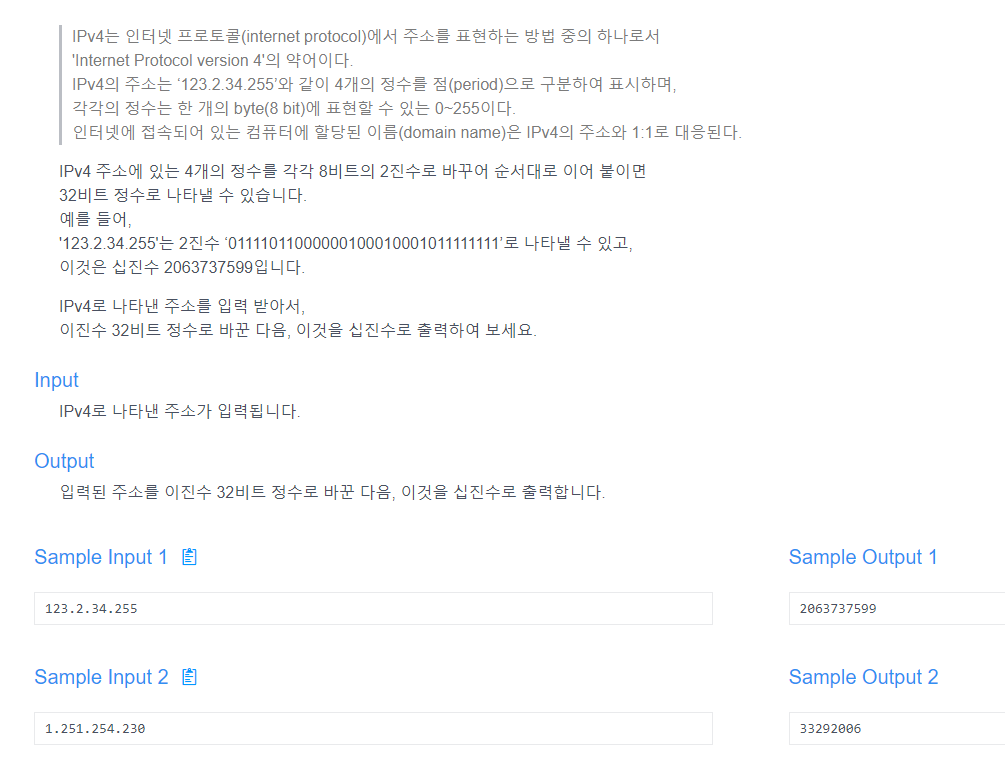 IPv4는 인터넷 프로토콜(internet protocol)에서 주소를 표현하는 방법 중의 하나로서
'Internet Protocol version 4'의 약어이다.
IPv4의 주소는 ‘123.2.34.255’와 같이 4개의 정수를 점(period)으로 구분하여 표시하며,
각각의 정수는 한 개의 byte(8 bit)에 표현할 수 있는 0~255이다.
인터넷에 접속되어 있는 컴퓨터에 할당된 이름(domain name)은 IPv4의 주소와 1:1로 대응된다.
IPv4 주소에 있는 4개의 정수를 각각 8비트의 2진수로 바꾸어 순서대로 이어 붙이면
32비트 정수로 나타낼 수 있습니다.
예를 들어,
'123.2.34.255'는 2진수 ‘01111011000000100010001011111111’로 나타낼 수 있고,
이것은 십진수 2063737599입니다.
IPv4로 나타낸 주소를 입력 받아서,
이진수 32비트 정수로 바꾼 다음, 이것을 십진수로 출력하여 보세요.
Input
IPv4로 나타낸 주소가 입력됩니다.
Output
입력된 주소를 이진수 32비트 정수로 바꾼 다음, 이것을 십진수로 출력합니다.
Sample Input 1
Sample Output 1
123.2.34.255
2063737599
Sample Input 2
Sample Output 2
1.251.254.230
33292006